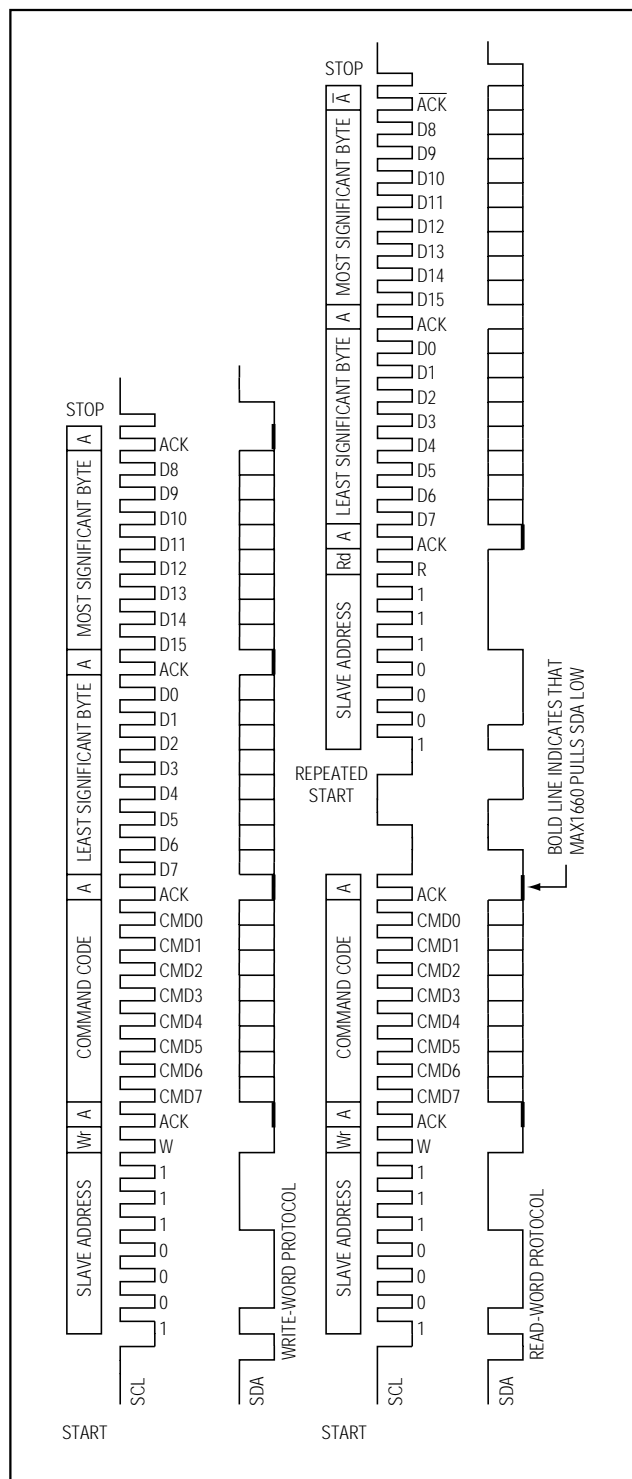 START
SLAVE ADDRESS Wr A COMMAND CODE A LEAST SIGNIFICANT BYTE A MOST SIGNIFICANT BYTE A
STOP
SCL
1 0 0 0 1 1 1 W ACK CMD7 CMD6 CMD5 CMD4 CMD3 CMD2 CMD1 CMD0 ACK D7 D6 D5 D4 D3 D2 D1 D0 ACK D15 D14 D13 D12 D11 D10 D9 D8 ACK
SDA
WRITE-WORD PROTOCOL
START
SLAVE ADDRESS Wr A COMMAND CODE A
REPEATED
START
SLAVE ADDRESS Rd A LEAST SIGNIFICANT BYTE A MOST SIGNIFICANT BYTE A̅
STOP
SCL
1 0 0 0 1 1 1 W ACK CMD7 CMD6 CMD5 CMD4 CMD3 CMD2 CMD1 CMD0 ACK
1 0 0 0 1 1 1 R ACK D7 D6 D5 D4 D3 D2 D1 D0 ACK D15 D14 D13 D12 D11 D10 D9 D8 A̅C̅K̅
SDA
READ-WORD PROTOCOL
BOLD LINE INDICATES THAT
MAX1660 PULLS SDA LOW